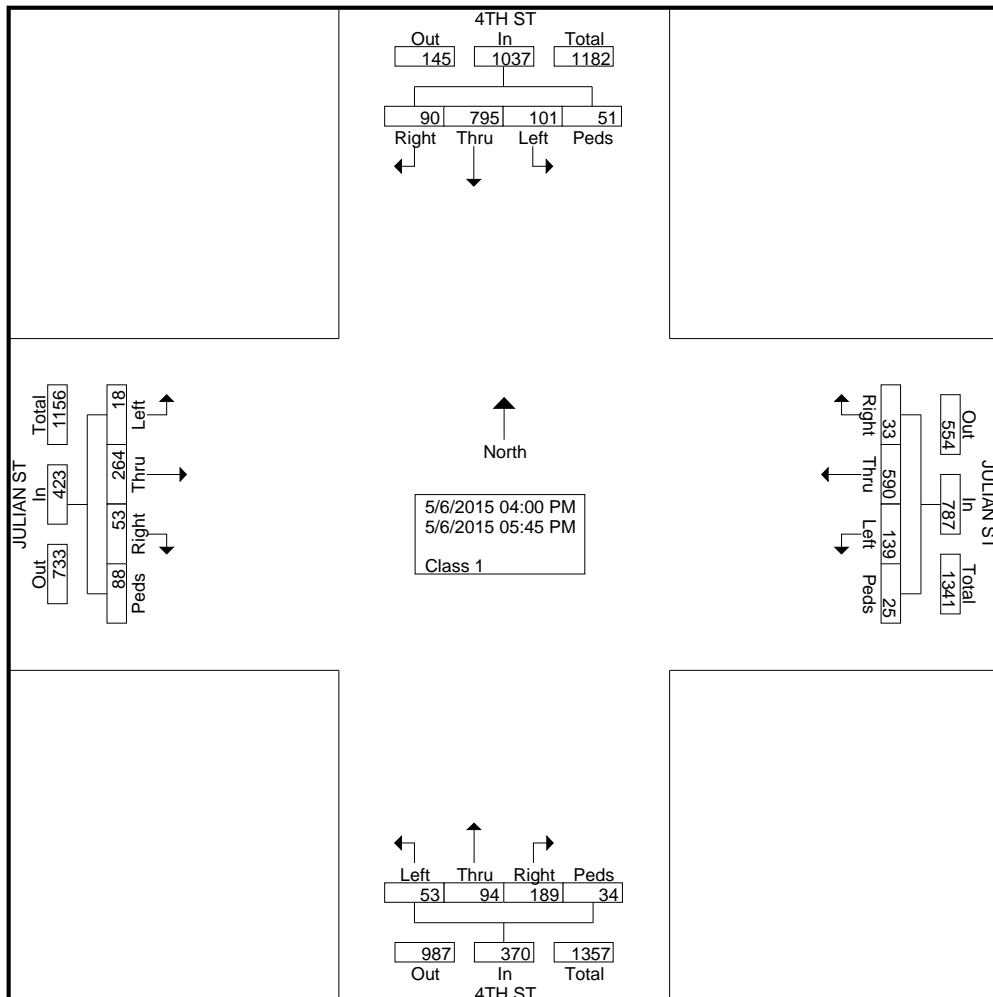 4TH ST
Out In Total
145 1037 1182
90 795 101 51
Right Thru Left Peds
JULIAN ST
Total In Out
1156 423 733
18 264 53 88
Left Thru Right Peds
North
5/6/2015 04:00 PM
5/6/2015 05:45 PM
Class 1
Right Thru Left Peds
33 590 139 25
Out In Total
554 787 1341
JULIAN ST
Left Thru Right Peds
53 94 189 34
987 370 1357
Out In Total
4TH ST